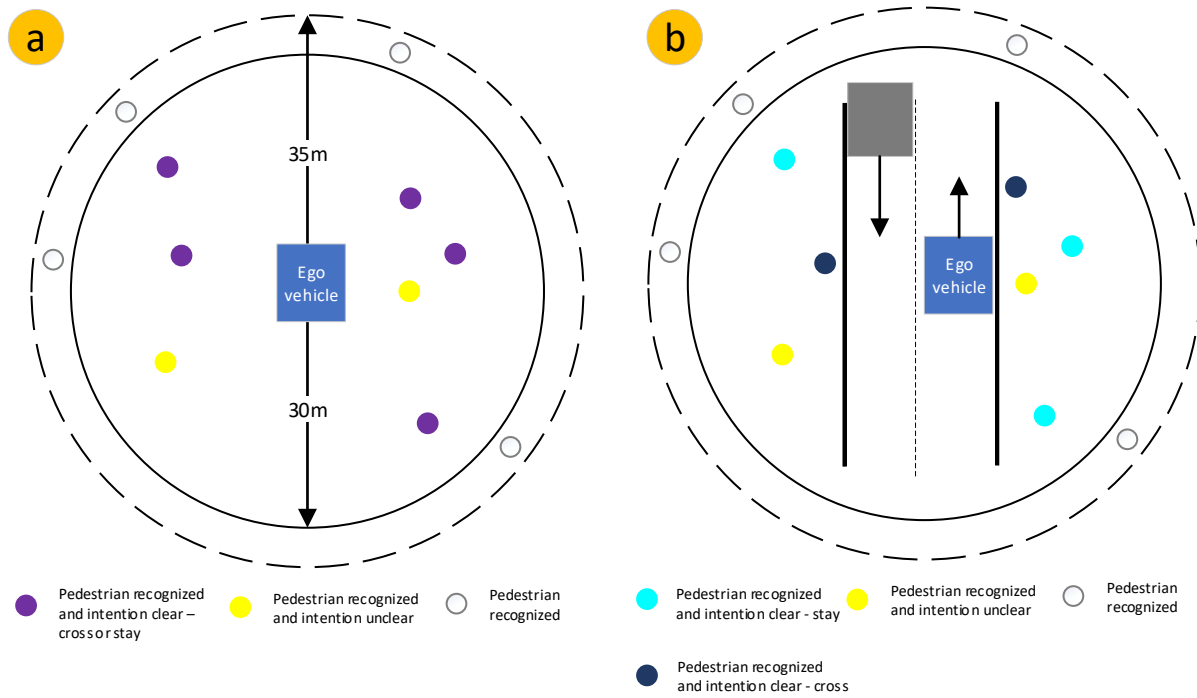 a
b
35m
Ego
vehicle
30m
Ego
vehicle
Pedestrian recognized
and intention clear –
cross or stay
Pedestrian recognized
and intention unclear
Pedestrian
recognized
Pedestrian recognized
and intention clear - stay
Pedestrian recognized
and intention unclear
Pedestrian
recognized
Pedestrian recognized
and intention clear - cross